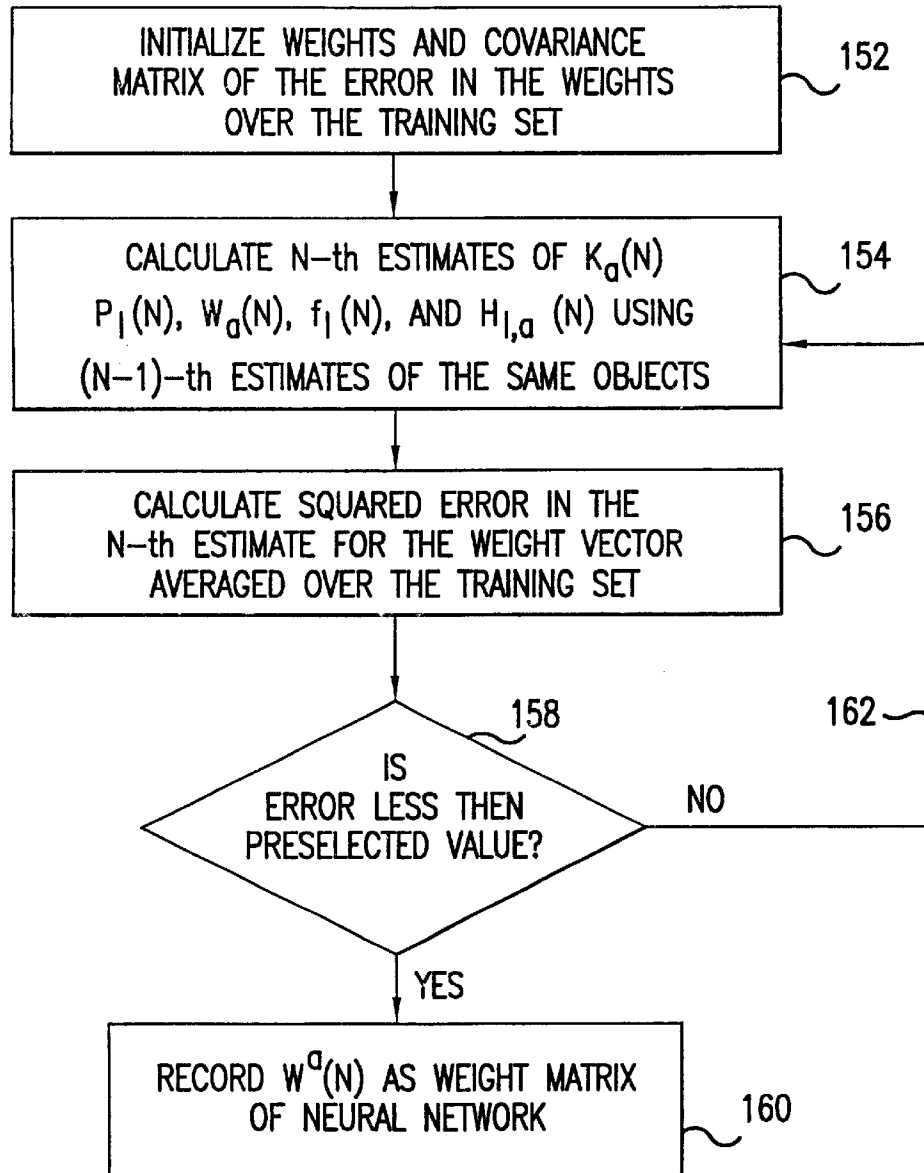 INITIALIZE WEIGHTS AND COVARIANCE
MATRIX OF THE ERROR IN THE WEIGHTS
OVER THE TRAINING SET
152
CALCULATE N-th ESTIMATES OF Ka(N)
Pl(N), Wa(N), fl(N), AND Hl,a (N) USING
(N-1)-th ESTIMATES OF THE SAME OBJECTS
154
CALCULATE SQUARED ERROR IN THE
N-th ESTIMATE FOR THE WEIGHT VECTOR
AVERAGED OVER THE TRAINING SET
156
158
162
IS
ERROR LESS THEN
PRESELECTED VALUE?
NO
YES
RECORD Wa(N) AS WEIGHT MATRIX
OF NEURAL NETWORK
160